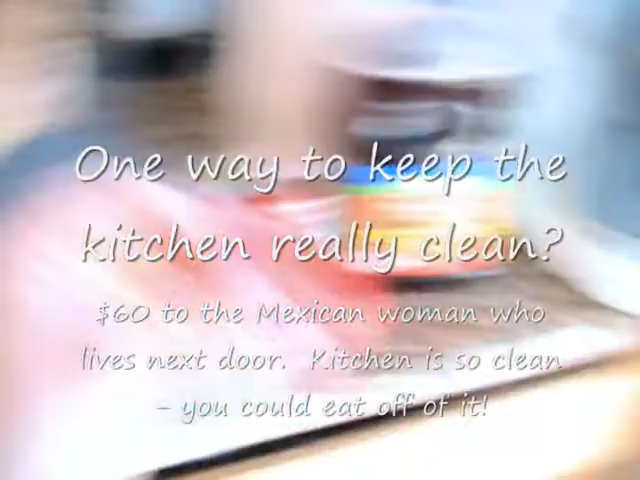 One way to keep the
kitchen really clean?
$60 to the Mexican woman who
lives next door. Kitchen is so clean
– you could eat off of it!